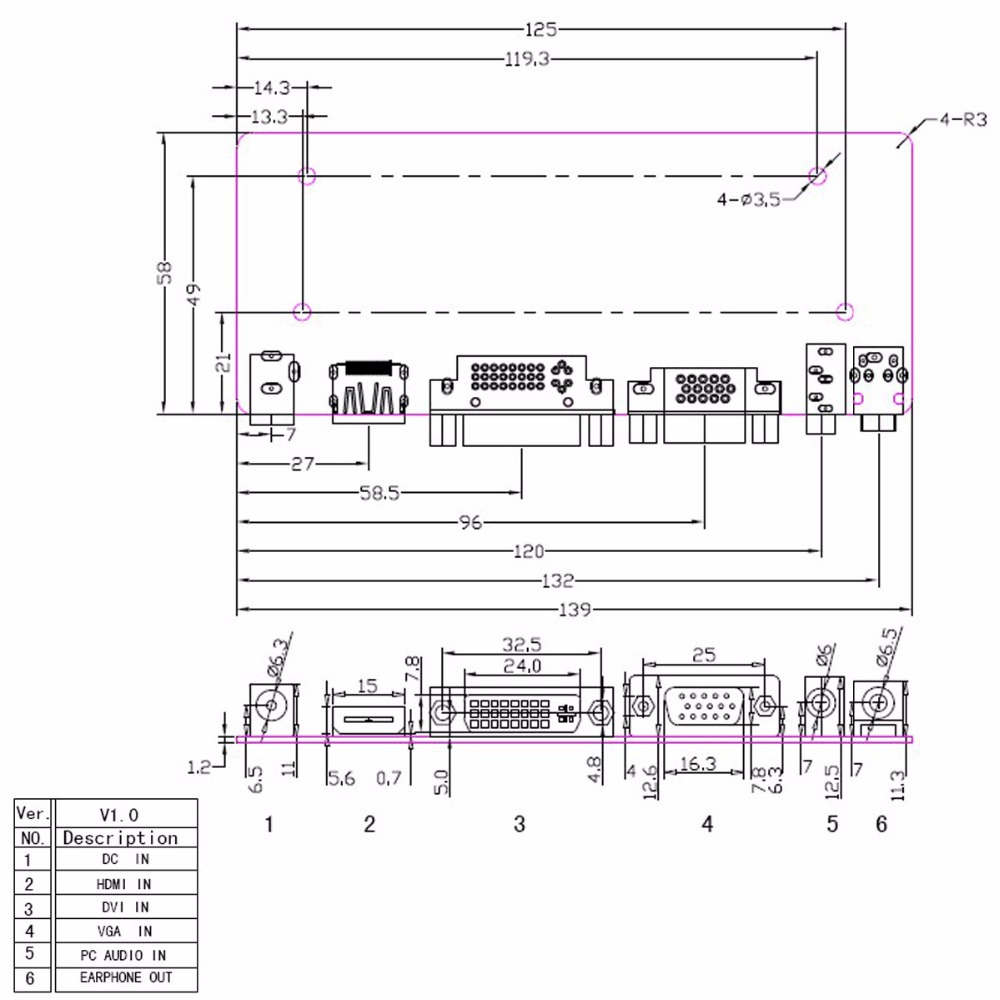 125
119.3
14.3
13.3
4-R3
4-Ø3.5
58
49
21
7
27
58.5
96
120
132
139
Ø6.3
15
7.8
32.5
24.0
25
Ø6
Ø6.5
1.2
6.5
11
5.6
0.7
5.0
4.8
4
12.6
16.3
7.8
6.3
7
12.5
7
11.3
1 2 3 4 5 6
Ver. V1.0
NO. Description
1 DC IN
2 HDMI IN
3 DVI IN
4 VGA IN
5 PC AUDIO IN
6 EARPHONE OUT